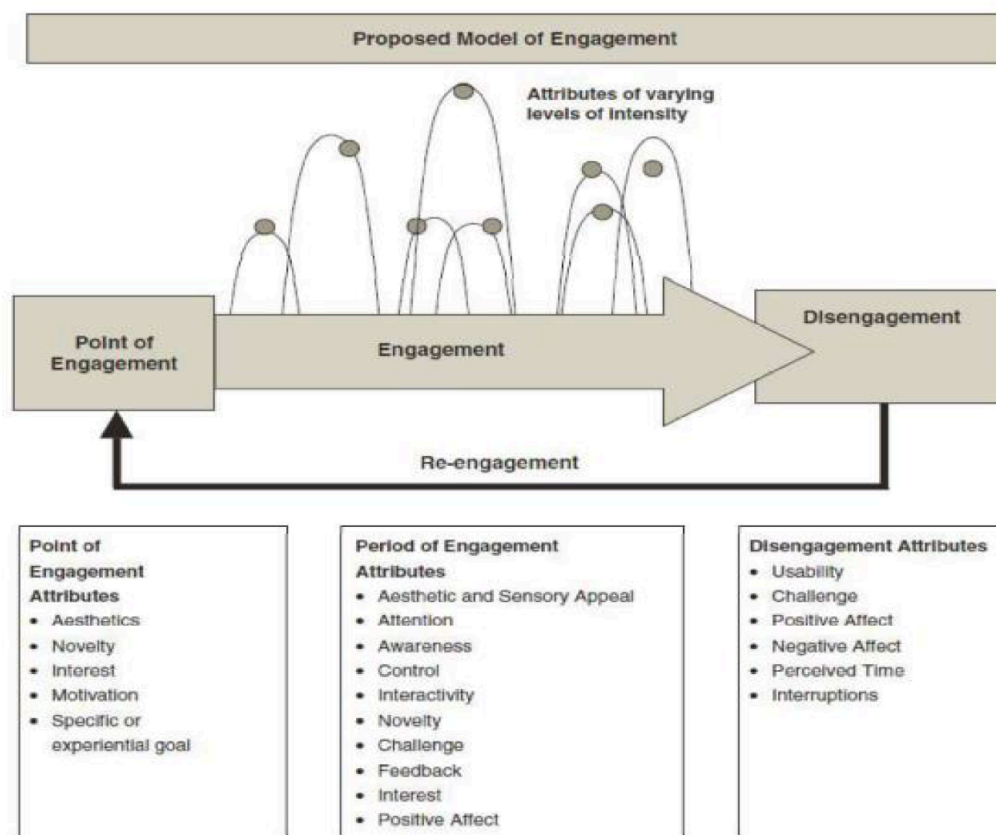 Proposed Model of Engagement
Attributes of varying
levels of intensity
Point of
Engagement
Engagement
Disengagement
Re-engagement
Point of
Engagement
Attributes
• Aesthetics
• Novelty
• Interest
• Motivation
• Specific or
experiential goal
Period of Engagement
Attributes
• Aesthetic and Sensory Appeal
• Attention
• Awareness
• Control
• Interactivity
• Novelty
• Challenge
• Feedback
• Interest
• Positive Affect
Disengagement Attributes
• Usability
• Challenge
• Positive Affect
• Negative Affect
• Perceived Time
• Interruptions